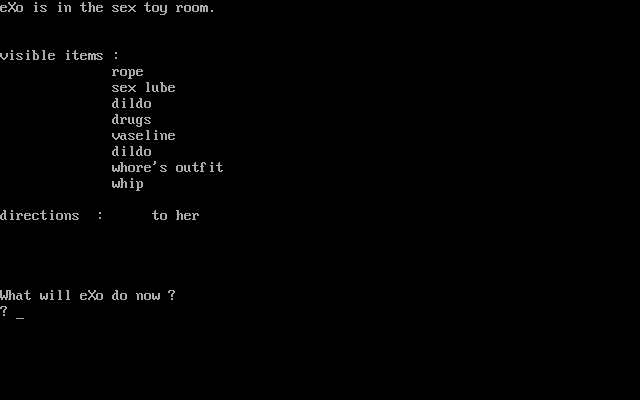 eXo is in the sex toy room.
visible items :
rope
sex lube
dildo
drugs
vaseline
dildo
whore's outfit
whip
directions  :      to her
What will eXo do now ?
? _